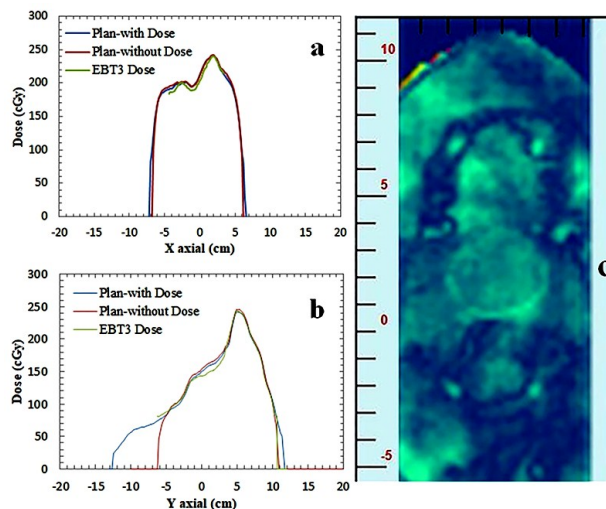 300
250
200
150
100
50
0
Dose (cGy)
Plan-with Dose
Plan-without Dose
EBT3 Dose
a
-20 -15 -10 -5 0 5 10 15 20
X axial (cm)
300
250
200
150
100
50
0
Dose (cGy)
Plan-with Dose
Plan-without Dose
EBT3 Dose
b
-20 -15 -10 -5 0 5 10 15 20
Y axial (cm)
10
5
0
-5
c